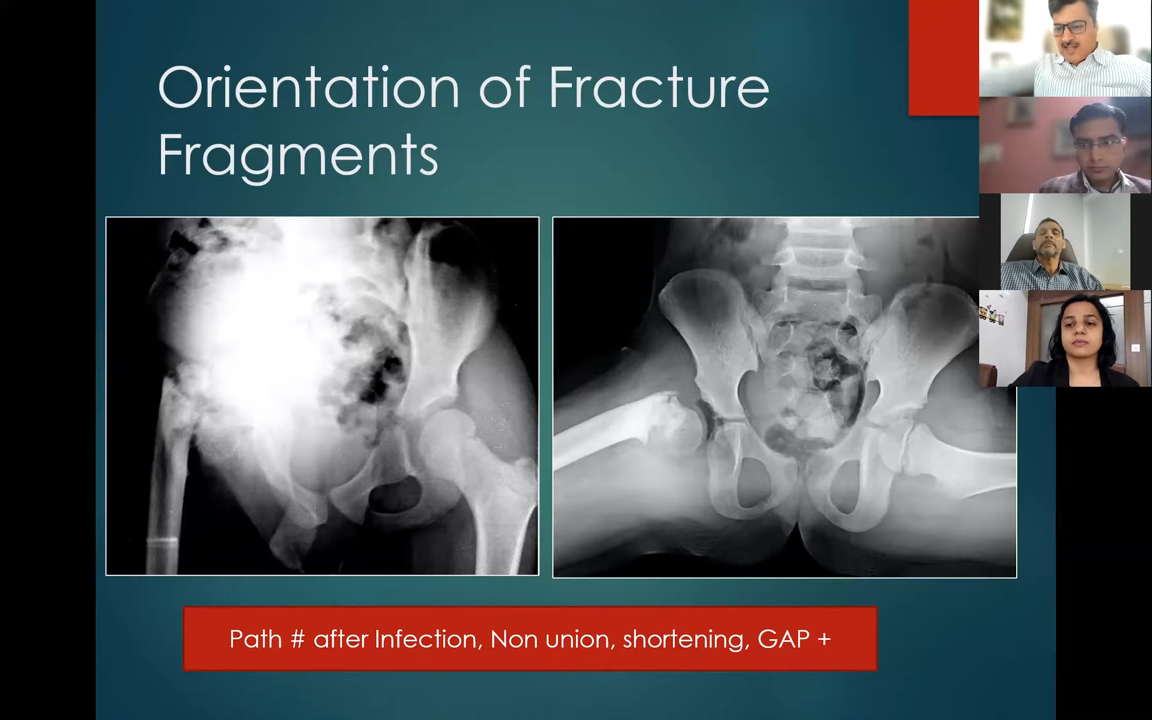 Orientation of Fracture
Fragments
Path # after Infection, Non union, shortening, GAP +